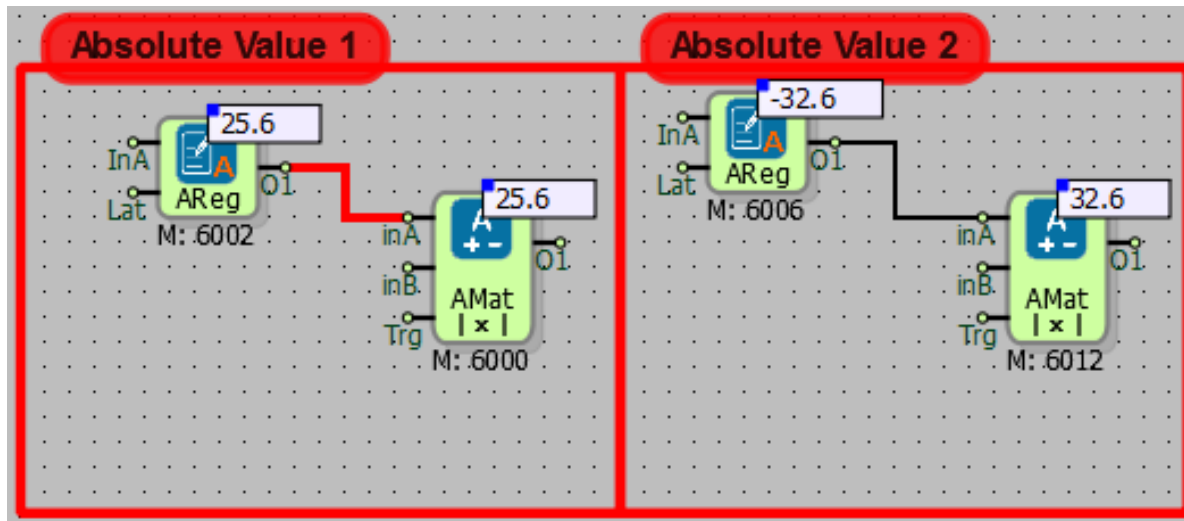 Absolute Value 1
25.6
InA
A
O1
Lat
AReg
M: 6002
25.6
inA
A
O1
inB
AMat
| x |
Trg
M: 6000
Absolute Value 2
-32.6
InA
A
O1
Lat
AReg
M: 6006
32.6
inA
A
O1
inB
AMat
| x |
Trg
M: 6012